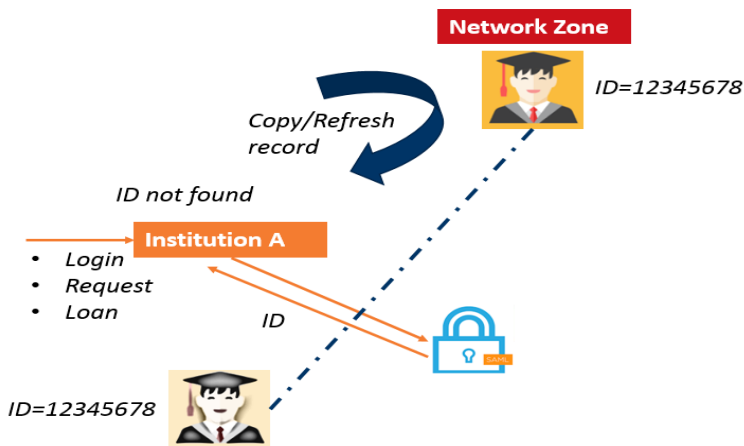 Network Zone
ID=12345678
Copy/Refresh
record
ID not found
Institution A
• Login
• Request
• Loan
ID
SAML
ID=12345678